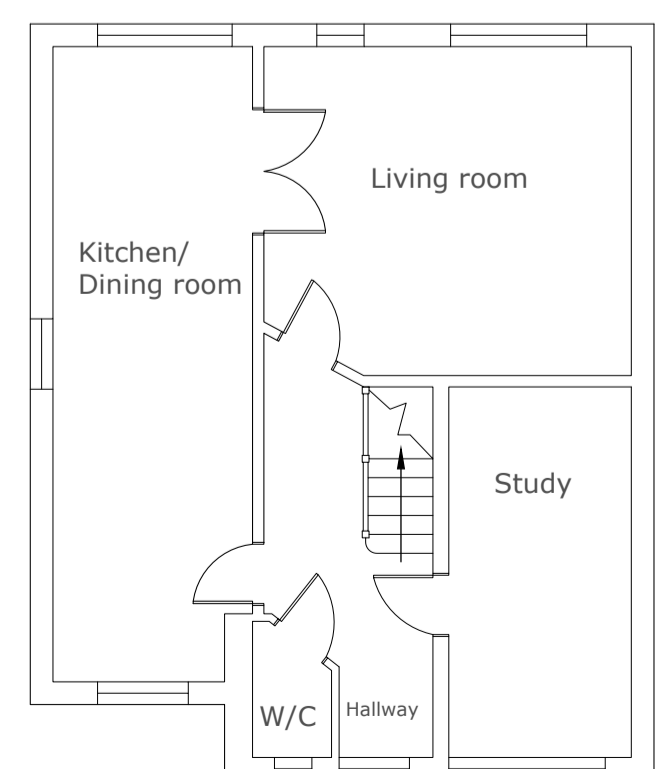 Living room
Kitchen/
Dining room
Study
W/C
Hallway